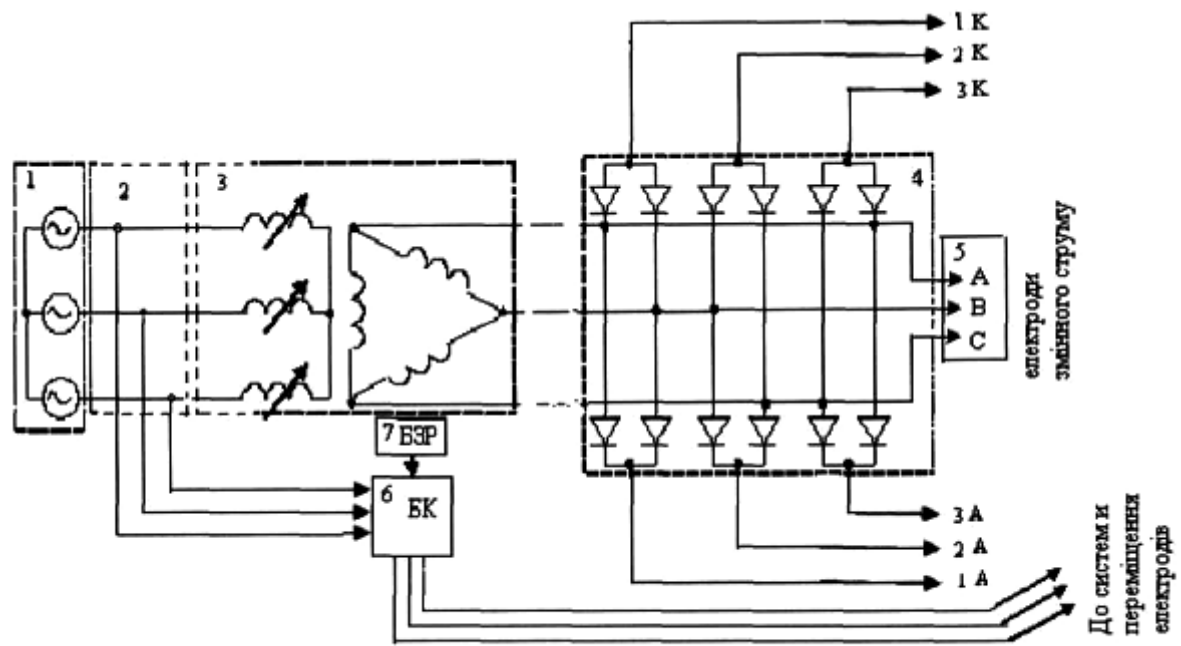 1 К
2 К
3 К
1
2
3
4
5
А
В
С
електроди
змінного струму
7 БЗР
6
БК
3 А
2 А
1 А
До систем и
переміщення
електродів